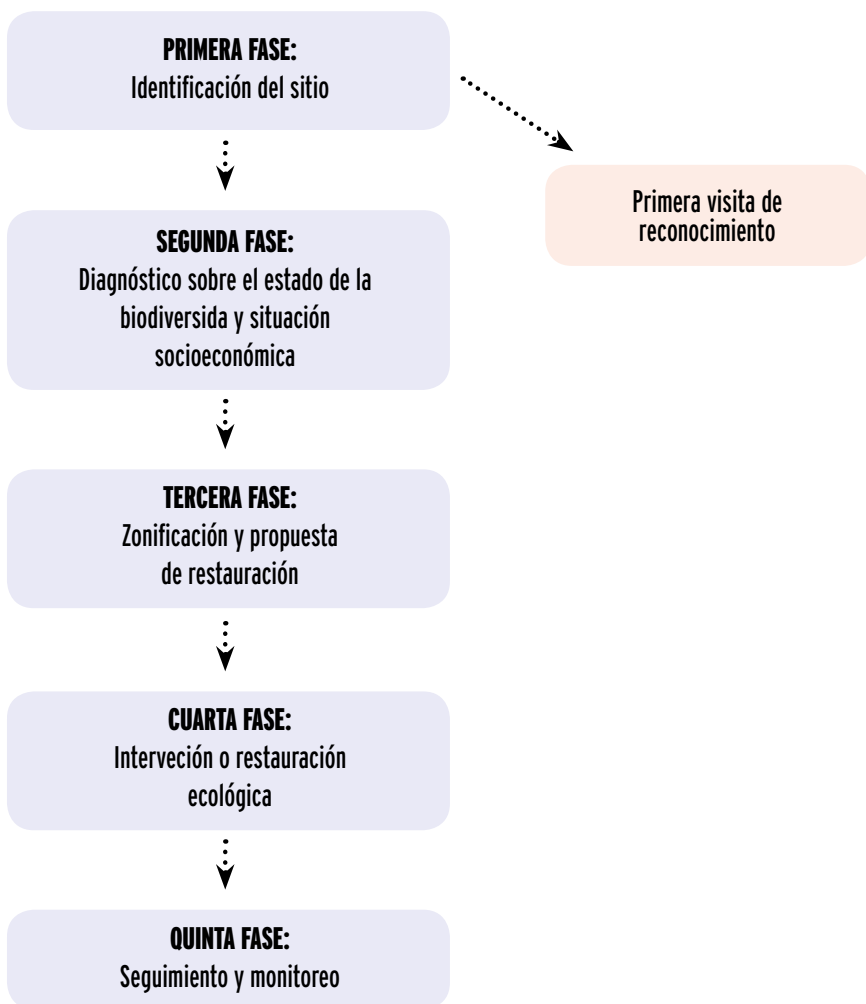 PRIMERA FASE:
Identificación del sitio
Primera visita de
reconocimiento
SEGUNDA FASE:
Diagnóstico sobre el estado de la
biodiversida y situación
socioeconómica
TERCERA FASE:
Zonificación y propuesta
de restauración
CUARTA FASE:
Interveción o restauración
ecológica
QUINTA FASE:
Seguimiento y monitoreo